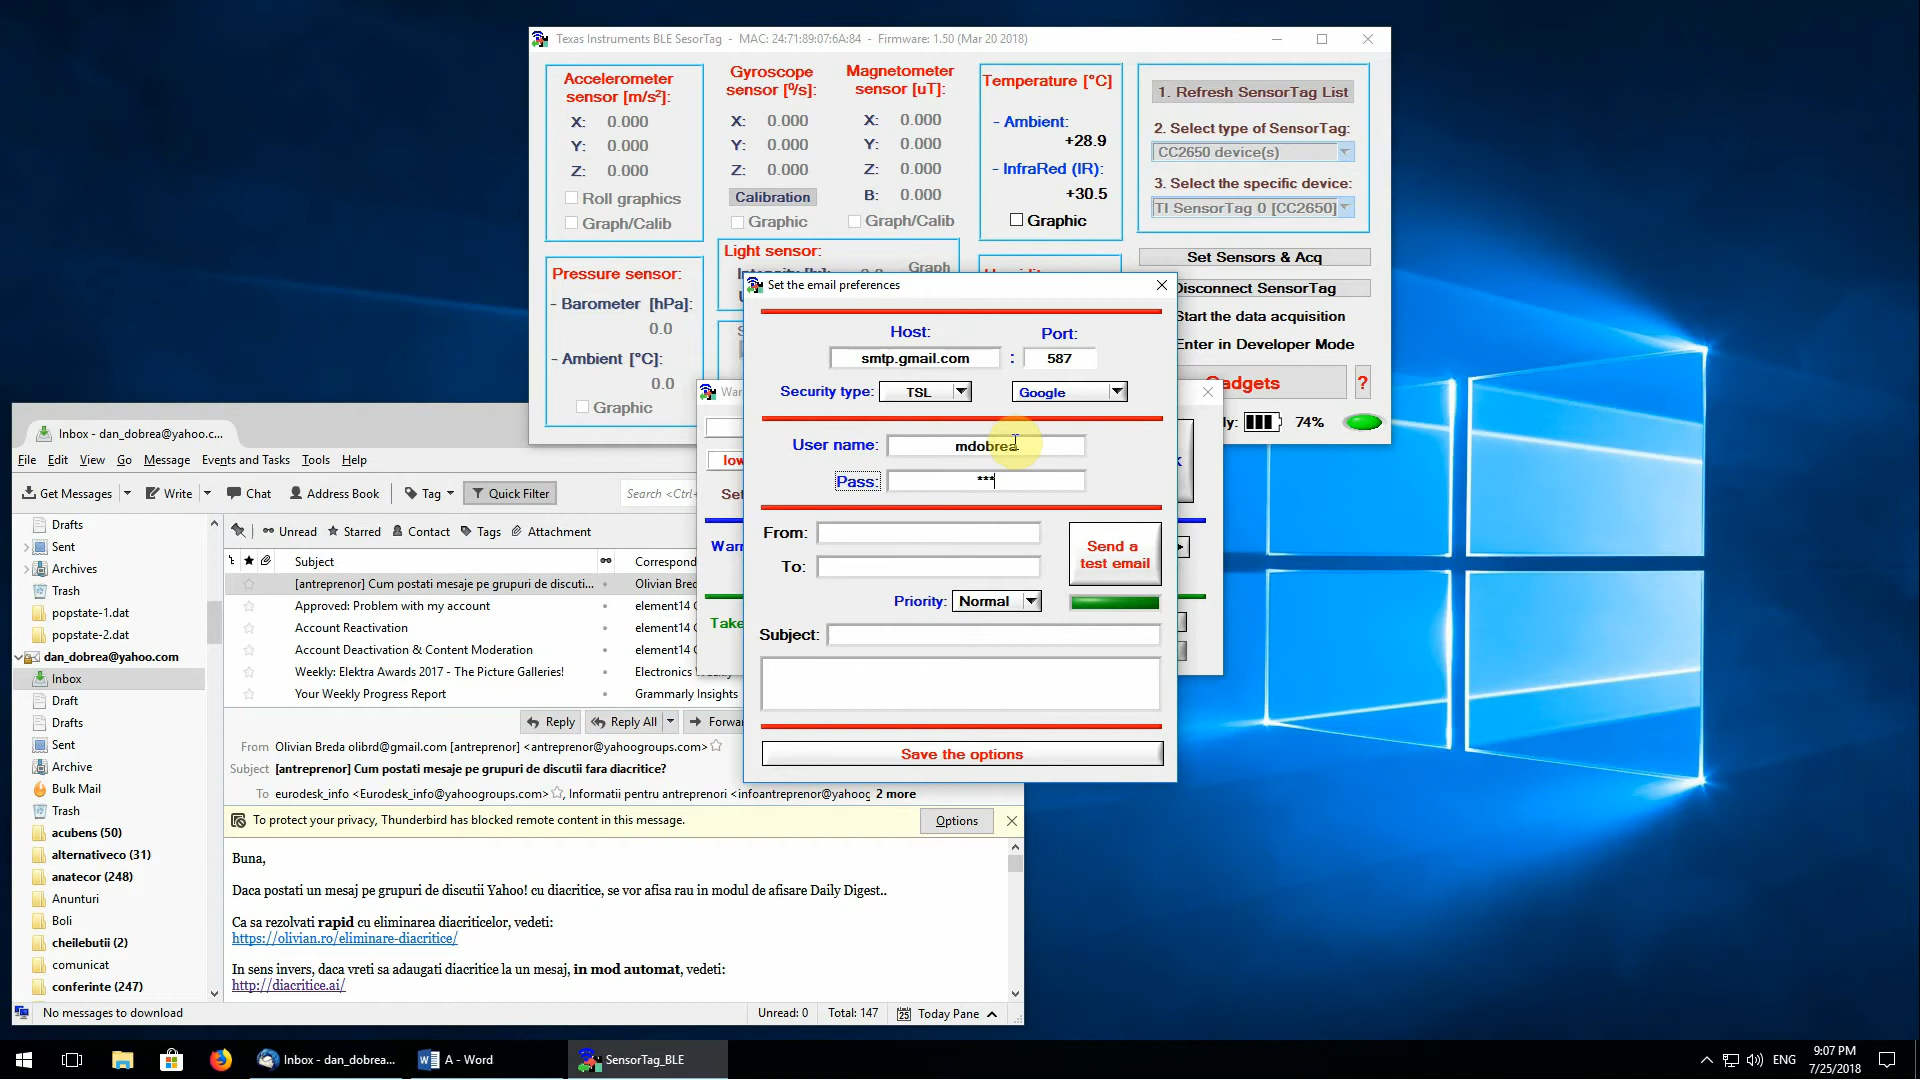 Texas Instruments BLE SesorTag - MAC: 24:71:89:07:6A:84 - Firmware: 1.50 (Mar 20 2018)
Accelerometer
sensor [m/s²]:
X: 0.000
Y: 0.000
Z: 0.000
Roll graphics
Graph/Calib
Gyroscope
sensor [⁰/s]:
X: 0.000
Y: 0.000
Z: 0.000
Calibration
Graphic
Magnetometer
sensor [uT]:
X: 0.000
Y: 0.000
Z: 0.000
B: 0.000
Graph/Calib
Temperature [°C]
- Ambient:
+28.9
- InfraRed (IR):
+30.5
Graphic
1. Refresh SensorTag List
2. Select type of SensorTag:
CC2650 device(s)
3. Select the specific device:
TI SensorTag 0 [CC2650]
Set Sensors & Acq
Disconnect SensorTag
Start the data acquisition
Enter in Developer Mode
Gadgets ?
74%
Pressure sensor:
- Barometer [hPa]:
0.0
- Ambient [°C]:
0.0
Graphic
Light sensor:
Graph
Set the email preferences
Host: Port:
smtp.gmail.com : 587
Security type: TSL Google
User name: mdobrea
Pass: ***
From:
To:
Send a
test email
Priority: Normal
Subject:
Save the options
low
Set
Warn
Take
Inbox - dan_dobrea@yahoo.c...
File Edit View Go Message Events and Tasks Tools Help
Get Messages Write Chat Address Book Tag Quick Filter Search <Ctrl+
Unread Starred Contact Tags Attachment
Subject Correspond
[antreprenor] Cum postati mesaje pe grupuri de discuti... Olivian Breda
Approved: Problem with my account element14 C
Account Reactivation element14 C
Account Deactivation & Content Moderation element14 C
Weekly: Elektra Awards 2017 - The Picture Galleries! Electronics
Your Weekly Progress Report Grammarly Insights
Drafts
Sent
Archives
Trash
popstate-1.dat
popstate-2.dat
dan_dobrea@yahoo.com
Inbox
Draft
Drafts
Sent
Archive
Bulk Mail
Trash
acubens (50)
alternativeco (31)
anatecor (248)
Anunturi
Boli
cheilebutii (2)
comunicat
conferinte (247)
Reply Reply All Forwa
From Olivian Breda olibrd@gmail.com [antreprenor] <antreprenor@yahoogroups.com>
Subject [antreprenor] Cum postati mesaje pe grupuri de discutii fara diacritice?
To eurodesk_info <Eurodesk_info@yahoogroups.com>, Informatii pentru antreprenori <infoantreprenor@yahoog 2 more
To protect your privacy, Thunderbird has blocked remote content in this message. Options
Buna,
Daca postati un mesaj pe grupuri de discutii Yahoo! cu diacritice, se vor afisa rau in modul de afisare Daily Digest..
Ca sa rezolvati rapid cu eliminarea diacriticelor, vedeti:
https://olivian.ro/eliminare-diacritice/
In sens invers, daca vreti sa adaugati diacritice la un mesaj, in mod automat, vedeti:
http://diacritice.ai/
No messages to download Unread: 0 Total: 147 25 Today Pane
Inbox - dan_dobrea... A - Word SensorTag_BLE ENG 9:07 PM
7/25/2018